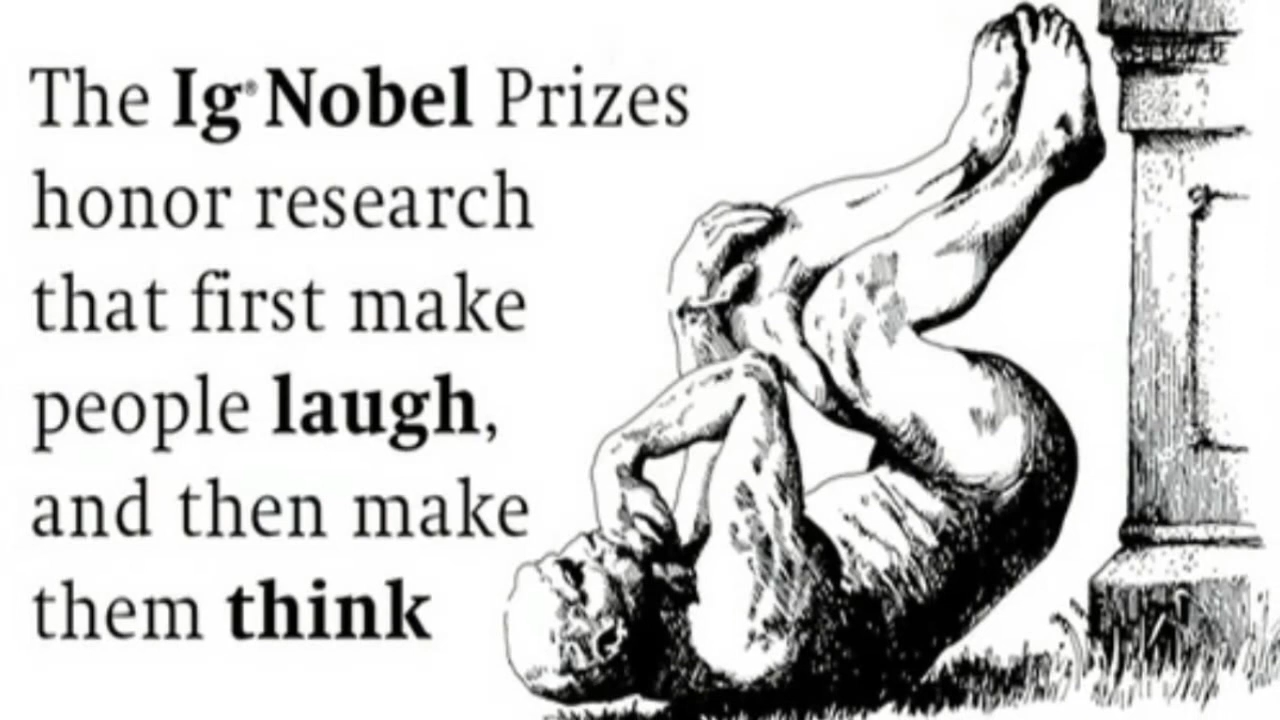 The Ig® Nobel Prizes
honor research
that first make
people laugh,
and then make
them think